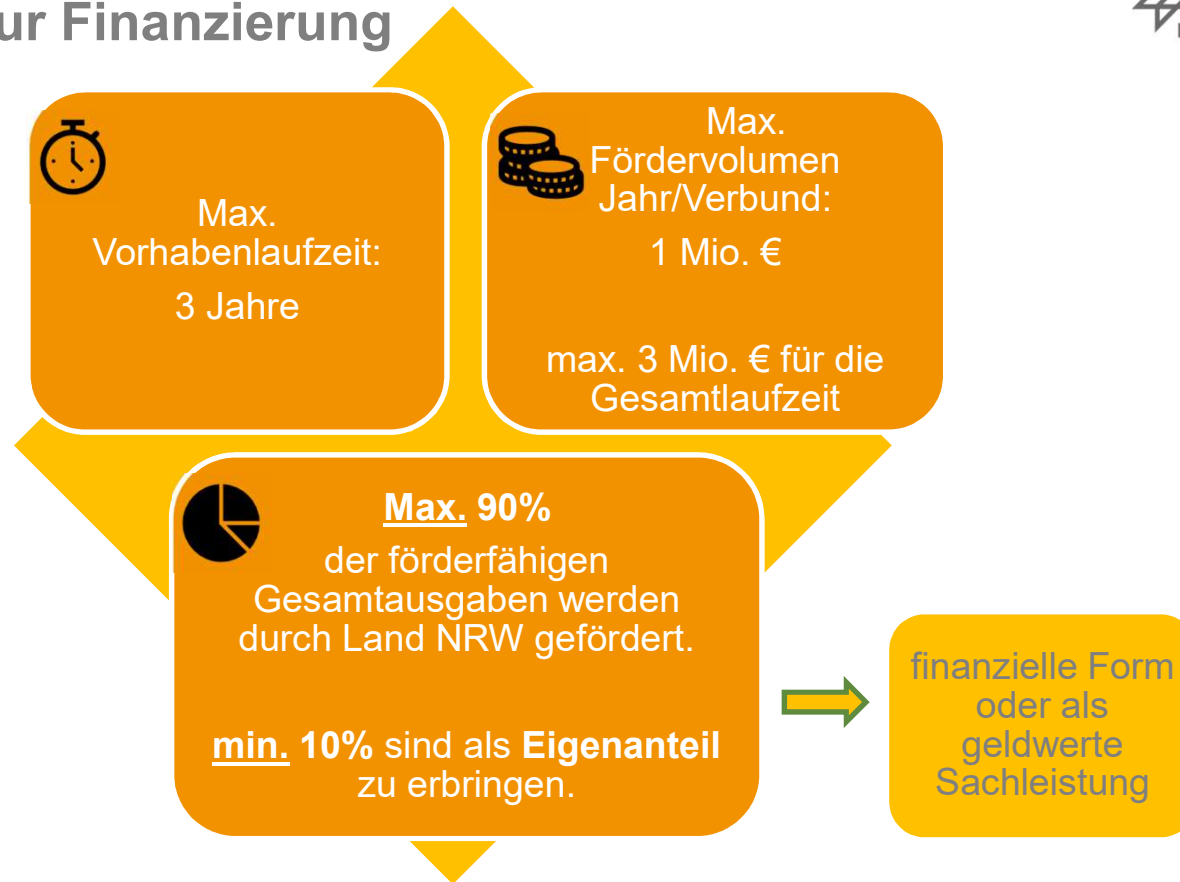 ur Finanzierung
Max.
Vorhabenlaufzeit:
3 Jahre
Max.
Fördervolumen
Jahr/Verbund:
1 Mio. €
max. 3 Mio. € für die
Gesamtlaufzeit
Max. 90%
der förderfähigen
Gesamtausgaben werden
durch Land NRW gefördert.
min. 10% sind als Eigenanteil
zu erbringen.
finanzielle Form
oder als
geldwerte
Sachleistung